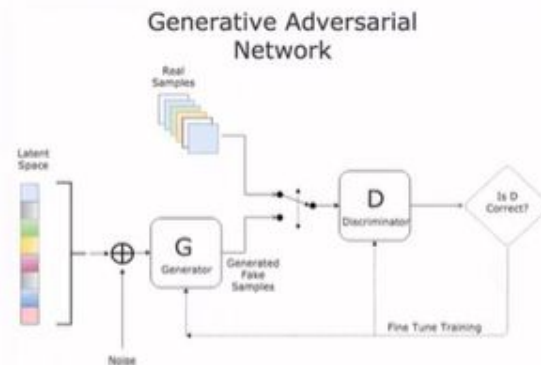 Generative Adversarial
Network
Real
Samples
Latent
Space
G
Generator
Generated
Fake
Samples
D
Discriminator
Is D
Correct?
Fine Tune Training
Noise